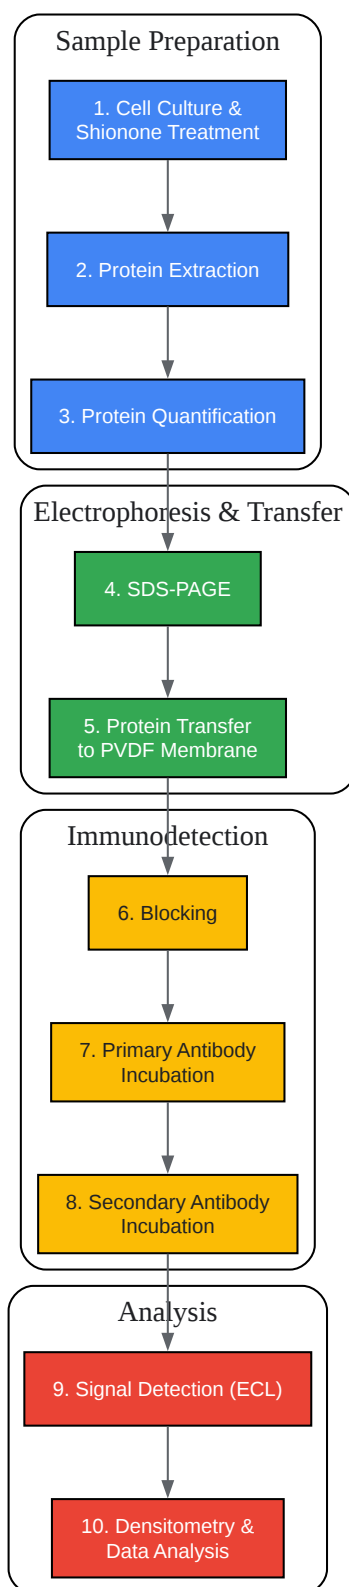 Sample Preparation
1. Cell Culture &
Shionone Treatment
2. Protein Extraction
3. Protein Quantification
Electrophoresis & Transfer
4. SDS-PAGE
5. Protein Transfer
to PVDF Membrane
Immunodetection
6. Blocking
7. Primary Antibody
Incubation
8. Secondary Antibody
Incubation
Analysis
9. Signal Detection (ECL)
10. Densitometry &
Data Analysis